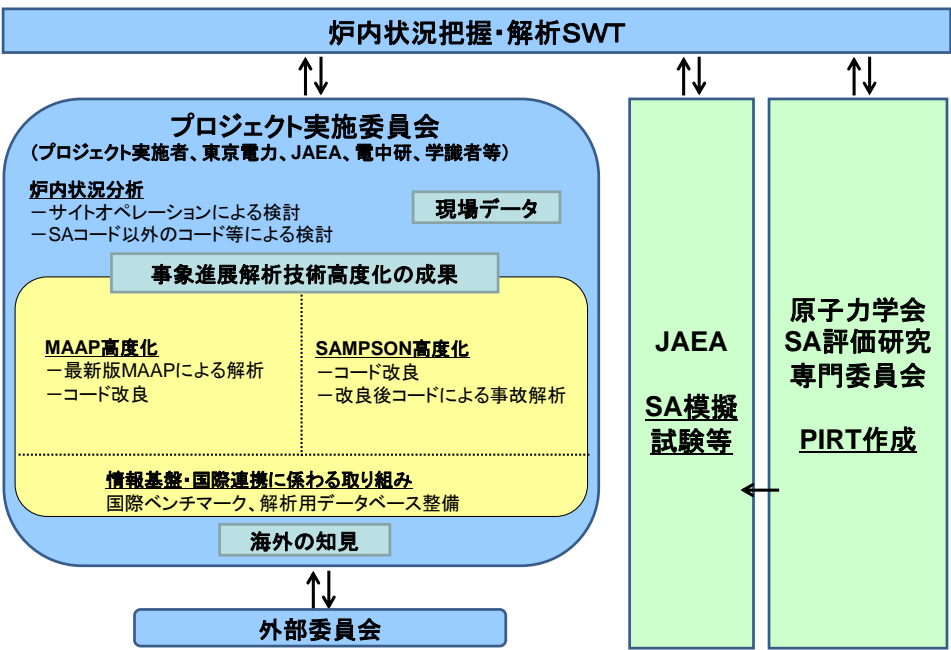 炉内状況把握・解析SWT
プロジェクト実施委員会
（プロジェクト実施者、東京電力、JAEA、電中研、学識者等）
炉内状況分析
－サイトオペレーションによる検討
－SAコード以外のコード等による検討
現場データ
事象進展解析技術高度化の成果
MAAP高度化
－最新版MAAPによる解析
－コード改良
SAMPSON高度化
－コード改良
－改良後コードによる事故解析
情報基盤・国際連携に係わる取り組み
国際ベンチマーク、解析用データベース整備
海外の知見
外部委員会
JAEA
SA模擬
試験等
原子力学会
SA評価研究
専門委員会
PIRT作成